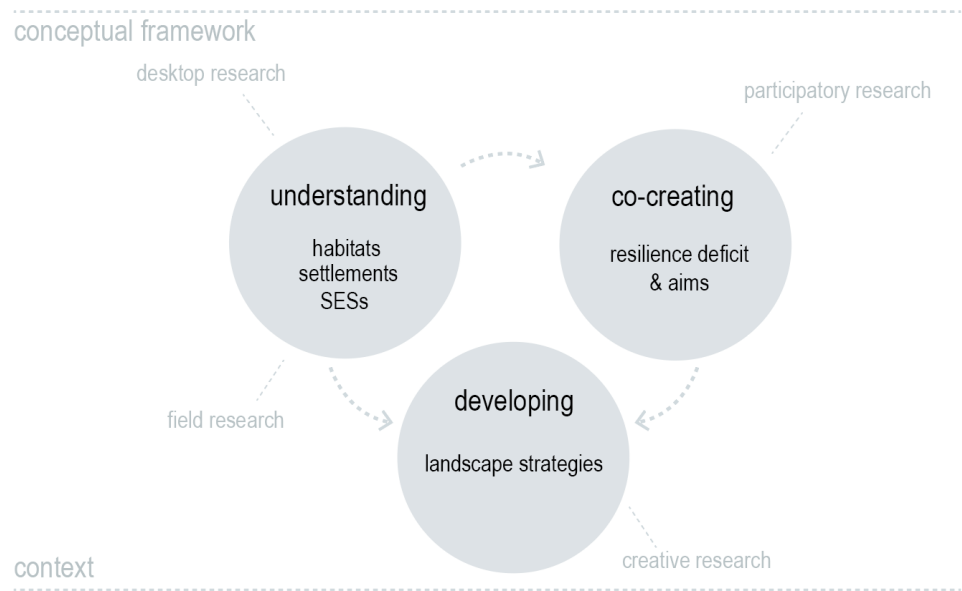 conceptual framework
desktop research
participatory research
understanding
habitats
settlements
SESs
co-creating
resilience deficit
& aims
field research
developing
landscape strategies
creative research
context